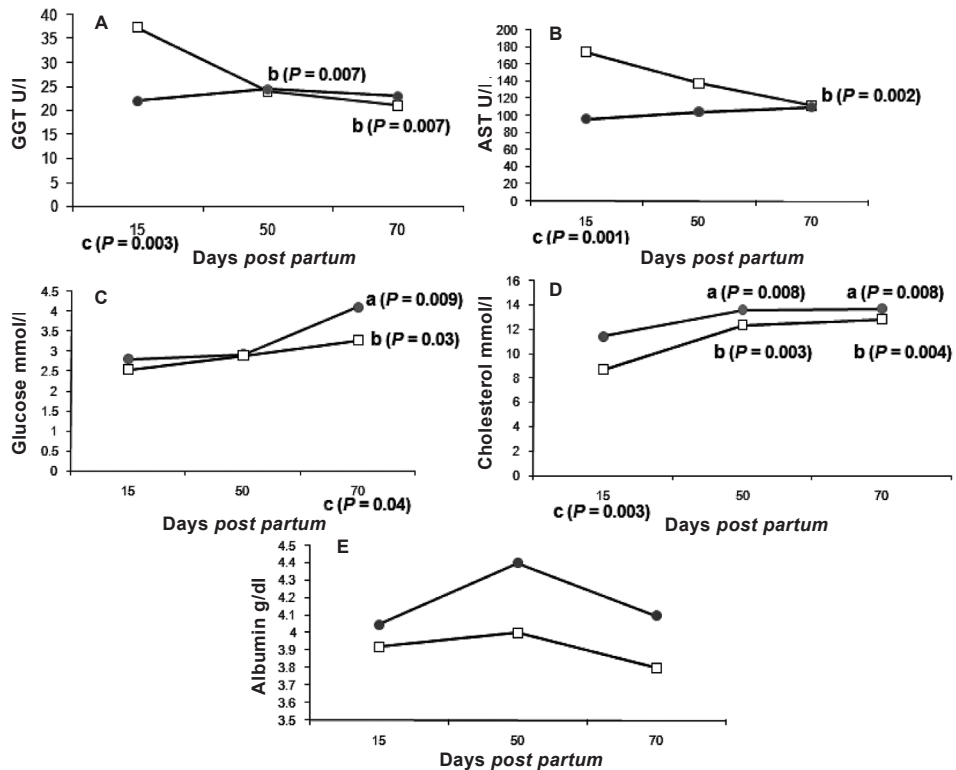 A
GGT U/l
40
35
30
25
20
15
10
5
0
b (P = 0.007)
b (P = 0.007)
15 50 70
c (P = 0.003)
Days post partum
B
AST U/l
200
180
160
140
120
100
80
60
40
20
0
b (P = 0.002)
15 50 70
c (P = 0.001)
Days post partum
C
Glucose mmol/l
4.5
4
3.5
3
2.5
2
1.5
1
0.5
0
a (P = 0.009)
b (P = 0.03)
15 50 70
c (P = 0.04)
Days post partum
D
Cholesterol mmol/l
16
14
12
10
8
6
4
2
0
a (P = 0.008) a (P = 0.008)
b (P = 0.003) b (P = 0.004)
15 50 70
c (P = 0.003)
Days post partum
E
Albumin g/dl
4.5
4.4
4.3
4.2
4.1
4
3.9
3.8
3.7
3.6
3.5
15 50 70
Days post partum